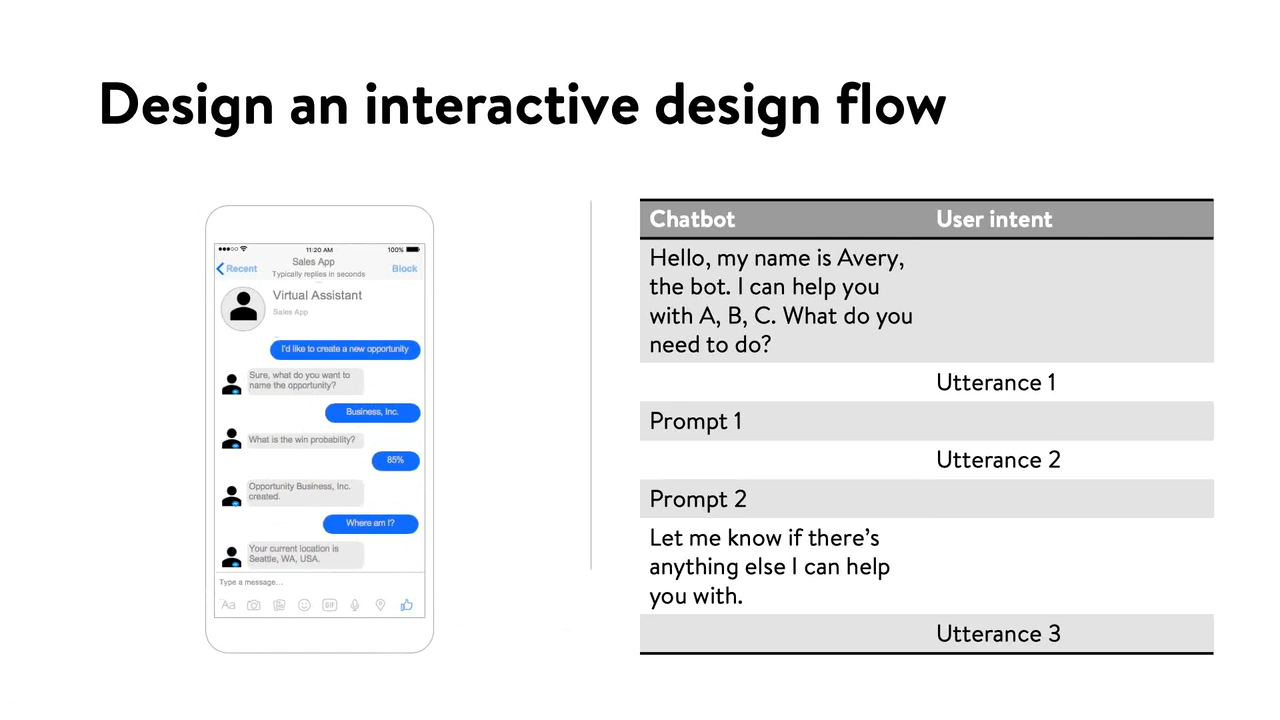 Design an interactive design flow
11:20 AM
100%
Recent
Sales App
Typically replies in seconds
Block
Virtual Assistant
Sales App
I'd like to create a new opportunity
Sure, what do you want to
name the opportunity?
Business, Inc.
What is the win probability?
85%
Opportunity Business, Inc.
created.
Where am I?
Your current location is
Seattle, WA, USA.
Type a message...
Aa
GIF
Chatbot User intent
Hello, my name is Avery,
the bot. I can help you
with A, B, C. What do you
need to do?
Utterance 1
Prompt 1
Utterance 2
Prompt 2
Let me know if there's
anything else I can help
you with.
Utterance 3